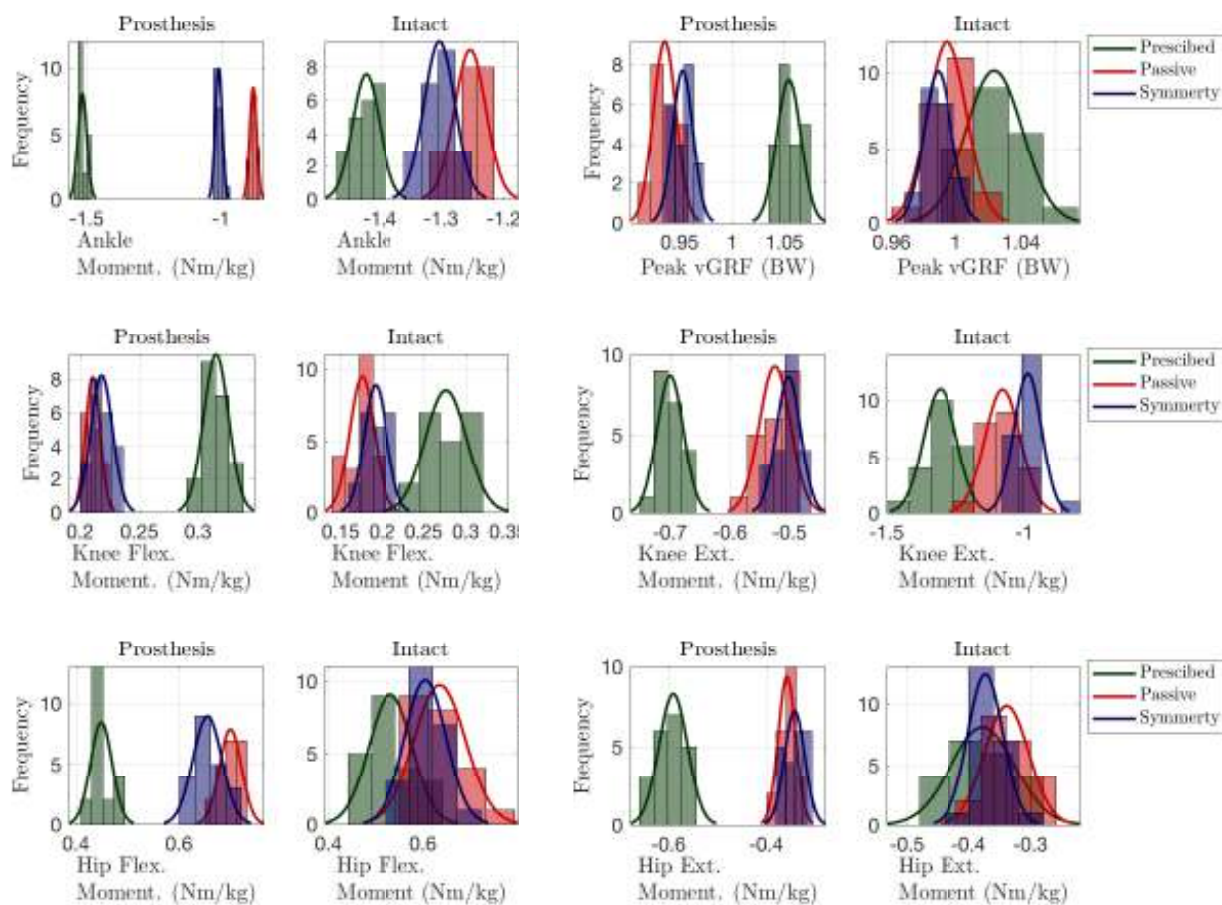 Prosthesis
Intact
Prosthesis
Intact
Frequency
10
5
0
-1.5
-1
Ankle
Moment. (Nm/kg)
8
6
4
2
0
-1.4
-1.3
-1.2
Ankle
Moment (Nm/kg)
Frequency
8
6
4
2
0
0.95
1
1.05
Peak vGRF (BW)
10
5
0
0.96
1
1.04
Peak vGRF (BW)
Prescibed
Passive
Symmerty
Prosthesis
Intact
Prosthesis
Intact
Frequency
8
6
4
2
0
0.2
0.25
0.3
Knee Flex.
Moment. (Nm/kg)
10
5
0
0.15
0.2
0.25
0.3
0.35
Knee Flex.
Moment (Nm/kg)
Frequency
10
5
0
-0.7
-0.6
-0.5
Knee Ext.
Moment. (Nm/kg)
10
5
0
-1.5
-1
Knee Ext.
Moment (Nm/kg)
Prescibed
Passive
Symmerty
Prosthesis
Intact
Prosthesis
Intact
Frequency
10
5
0
0.4
0.6
Hip Flex.
Moment. (Nm/kg)
10
5
0
0.4
0.6
Hip Flex.
Moment (Nm/kg)
Frequency
10
5
0
-0.6
-0.4
Hip Ext.
Moment. (Nm/kg)
10
5
0
-0.5
-0.4
-0.3
Hip Ext.
Moment (Nm/kg)
Prescibed
Passive
Symmerty